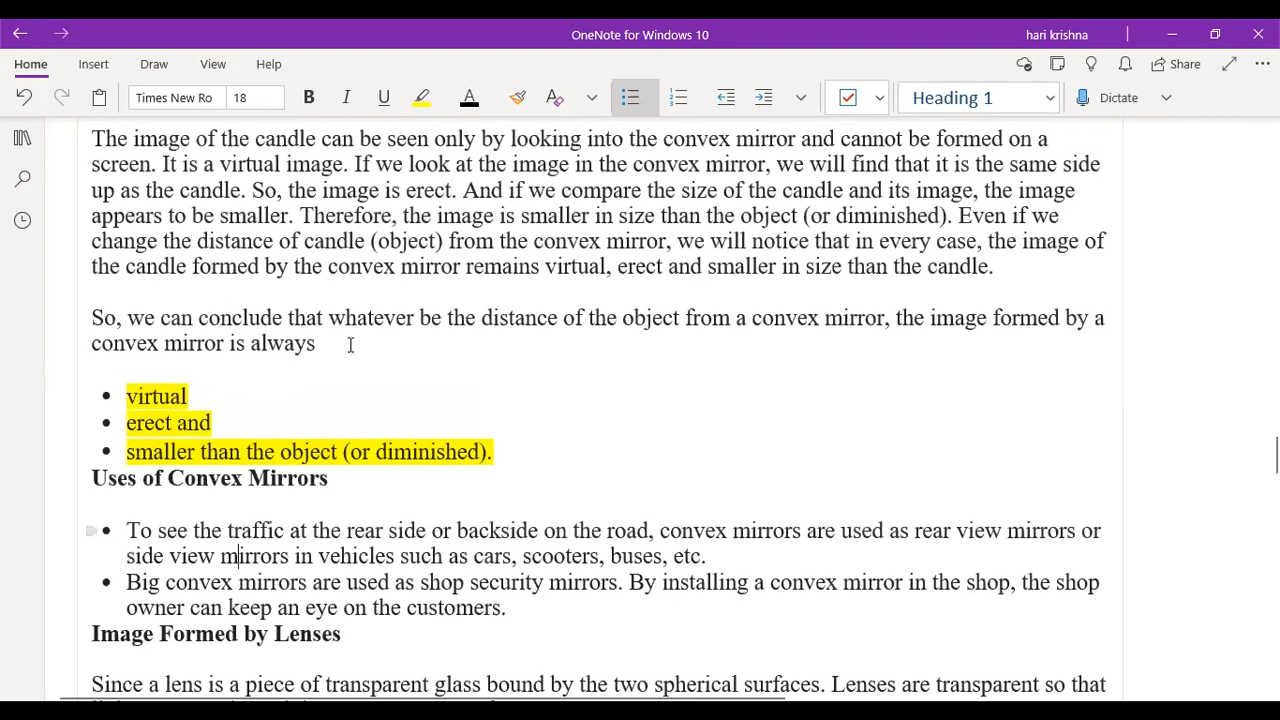 OneNote for Windows 10
hari krishna
Home Insert Draw View Help
Share
Times New Ro 18 B I U A Heading 1 Dictate
The image of the candle can be seen only by looking into the convex mirror and cannot be formed on a
screen. It is a virtual image. If we look at the image in the convex mirror, we will find that it is the same side
up as the candle. So, the image is erect. And if we compare the size of the candle and its image, the image
appears to be smaller. Therefore, the image is smaller in size than the object (or diminished). Even if we
change the distance of candle (object) from the convex mirror, we will notice that in every case, the image of
the candle formed by the convex mirror remains virtual, erect and smaller in size than the candle.
So, we can conclude that whatever be the distance of the object from a convex mirror, the image formed by a
convex mirror is always
• virtual
• erect and
• smaller than the object (or diminished).
Uses of Convex Mirrors
• To see the traffic at the rear side or backside on the road, convex mirrors are used as rear view mirrors or
side view mirrors in vehicles such as cars, scooters, buses, etc.
• Big convex mirrors are used as shop security mirrors. By installing a convex mirror in the shop, the shop
owner can keep an eye on the customers.
Image Formed by Lenses
Since a lens is a piece of transparent glass bound by the two spherical surfaces. Lenses are transparent so that